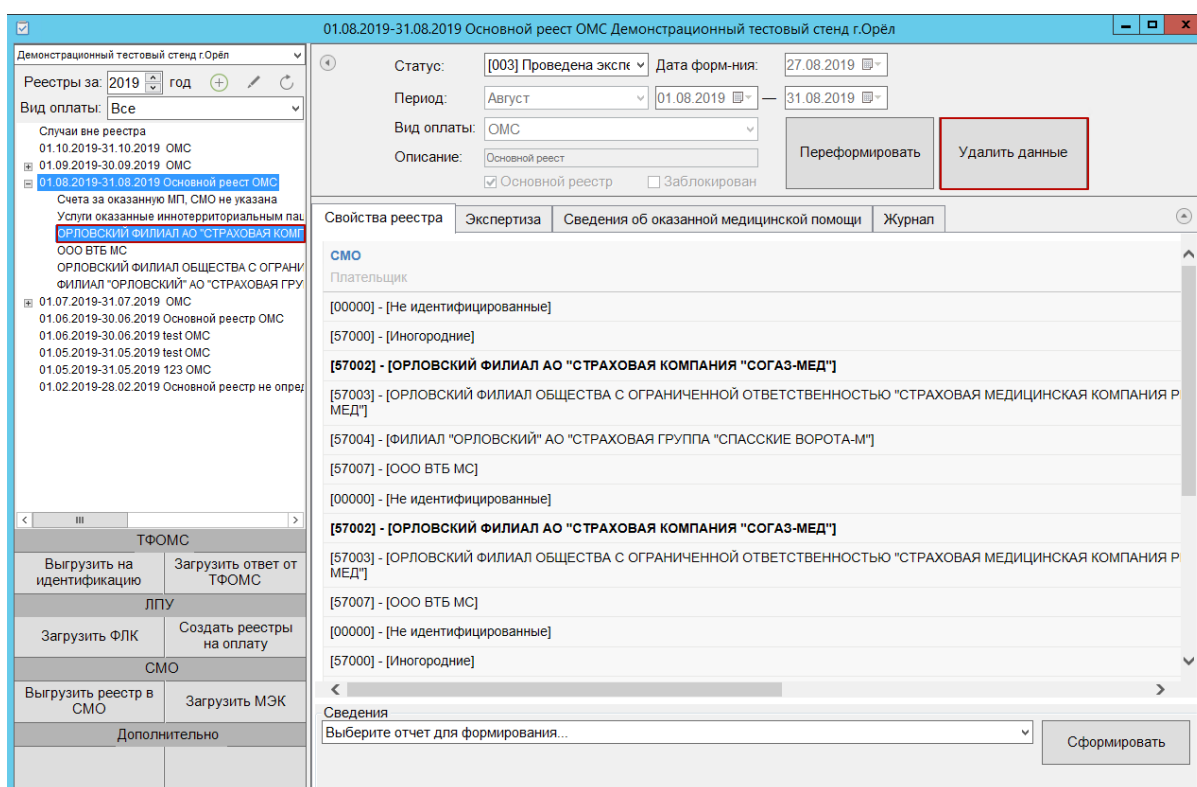 01.08.2019-31.08.2019 Основной реест ОМС Демонстрационный тестовый стенд г.Орёл
Демонстрационный тестовый стенд г.Орёл
Реестры за: 2019 год
Вид оплаты: Все
Случаи вне реестра
01.10.2019-31.10.2019 ОМС
01.09.2019-30.09.2019 ОМС
01.08.2019-31.08.2019 Основной реест ОМС
Счета за оказанную МП, СМО не указана
Услуги оказанные иннотерриториальным пац
ОРЛОВСКИЙ ФИЛИАЛ АО "СТРАХОВАЯ КОМП
ООО ВТБ МС
ОРЛОВСКИЙ ФИЛИАЛ ОБЩЕСТВА С ОГРАНИ
ФИЛИАЛ "ОРЛОВСКИЙ" АО "СТРАХОВАЯ ГРУ
01.07.2019-31.07.2019 ОМС
01.06.2019-30.06.2019 Основной реестр ОМС
01.06.2019-30.06.2019 test ОМС
01.05.2019-31.05.2019 test ОМС
01.05.2019-31.05.2019 123 ОМС
01.02.2019-28.02.2019 Основной реестр не опред
ТФОМС
Выгрузить на идентификацию
Загрузить ответ от ТФОМС
ЛПУ
Загрузить ФЛК
Создать реестры на оплату
СМО
Выгрузить реестр в СМО
Загрузить МЭК
Дополнительно
Статус: [003] Проведена экспе Дата форм-ния: 27.08.2019
Период: Август 01.08.2019 — 31.08.2019
Вид оплаты: ОМС
Описание: Основной реест
Основной реестр Заблокирован
Переформировать
Удалить данные
Свойства реестра Экспертиза Сведения об оказанной медицинской помощи Журнал
СМО
Плательщик
[00000] - [Не идентифицированные]
[57000] - [Иногородние]
[57002] - [ОРЛОВСКИЙ ФИЛИАЛ АО "СТРАХОВАЯ КОМПАНИЯ "СОГАЗ-МЕД"]
[57003] - [ОРЛОВСКИЙ ФИЛИАЛ ОБЩЕСТВА С ОГРАНИЧЕННОЙ ОТВЕТСТВЕННОСТЬЮ "СТРАХОВАЯ МЕДИЦИНСКАЯ КОМПАНИЯ Р
МЕД"]
[57004] - [ФИЛИАЛ "ОРЛОВСКИЙ" АО "СТРАХОВАЯ ГРУППА "СПАССКИЕ ВОРОТА-М"]
[57007] - [ООО ВТБ МС]
[00000] - [Не идентифицированные]
[57002] - [ОРЛОВСКИЙ ФИЛИАЛ АО "СТРАХОВАЯ КОМПАНИЯ "СОГАЗ-МЕД"]
[57003] - [ОРЛОВСКИЙ ФИЛИАЛ ОБЩЕСТВА С ОГРАНИЧЕННОЙ ОТВЕТСТВЕННОСТЬЮ "СТРАХОВАЯ МЕДИЦИНСКАЯ КОМПАНИЯ Р
МЕД"]
[57007] - [ООО ВТБ МС]
[00000] - [Не идентифицированные]
[57000] - [Иногородние]
Сведения
Выберите отчет для формирования...
Сформировать